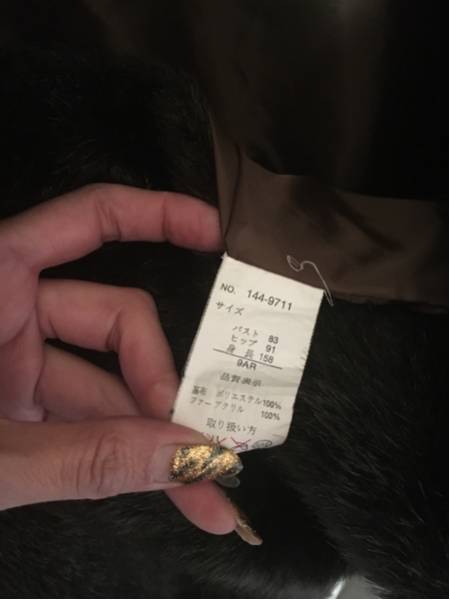 NO. 144-9711
サイズ
バスト 83
ヒップ 91
身長 158
9AR
品質表示
基布 ポリエステル100%
ファー アクリル 100%
取り扱い方